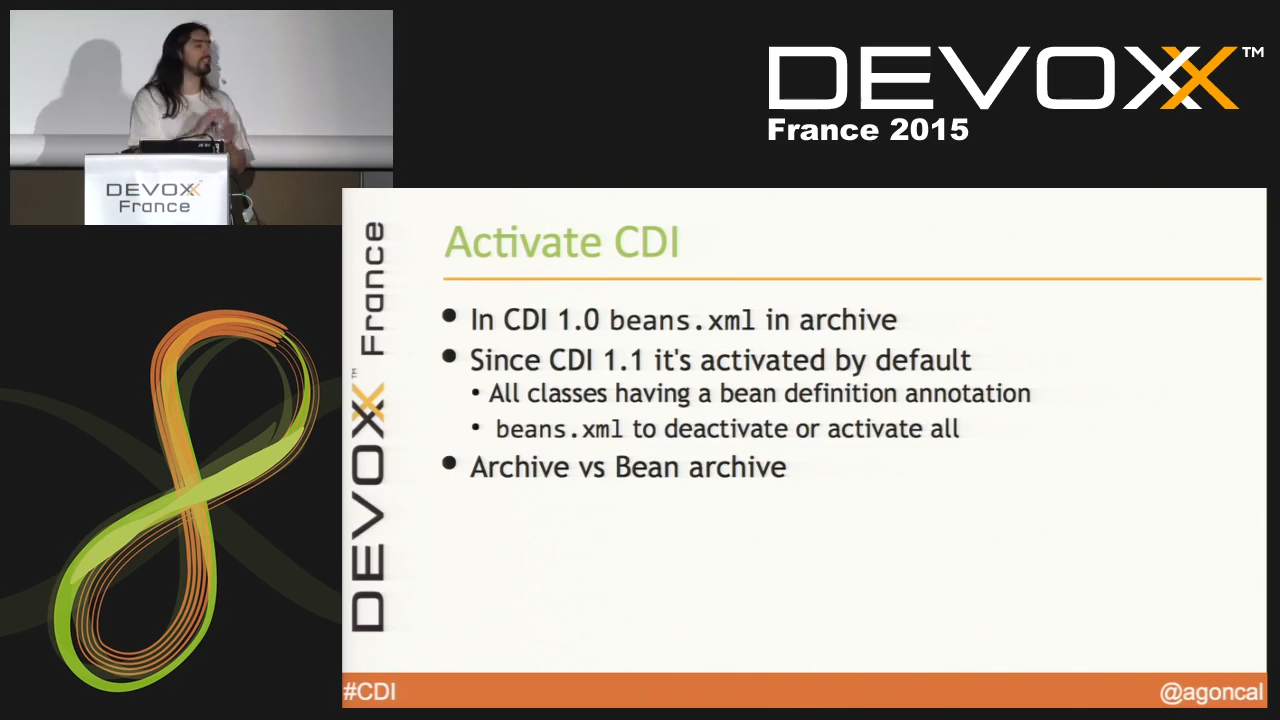 DEVOXX™
France 2015
DEVOXX™
France
DEVOXX™ France
Activate CDI
• In CDI 1.0 beans.xml in archive
• Since CDI 1.1 it's activated by default
• All classes having a bean definition annotation
• beans.xml to deactivate or activate all
• Archive vs Bean archive
#CDI
@agoncal